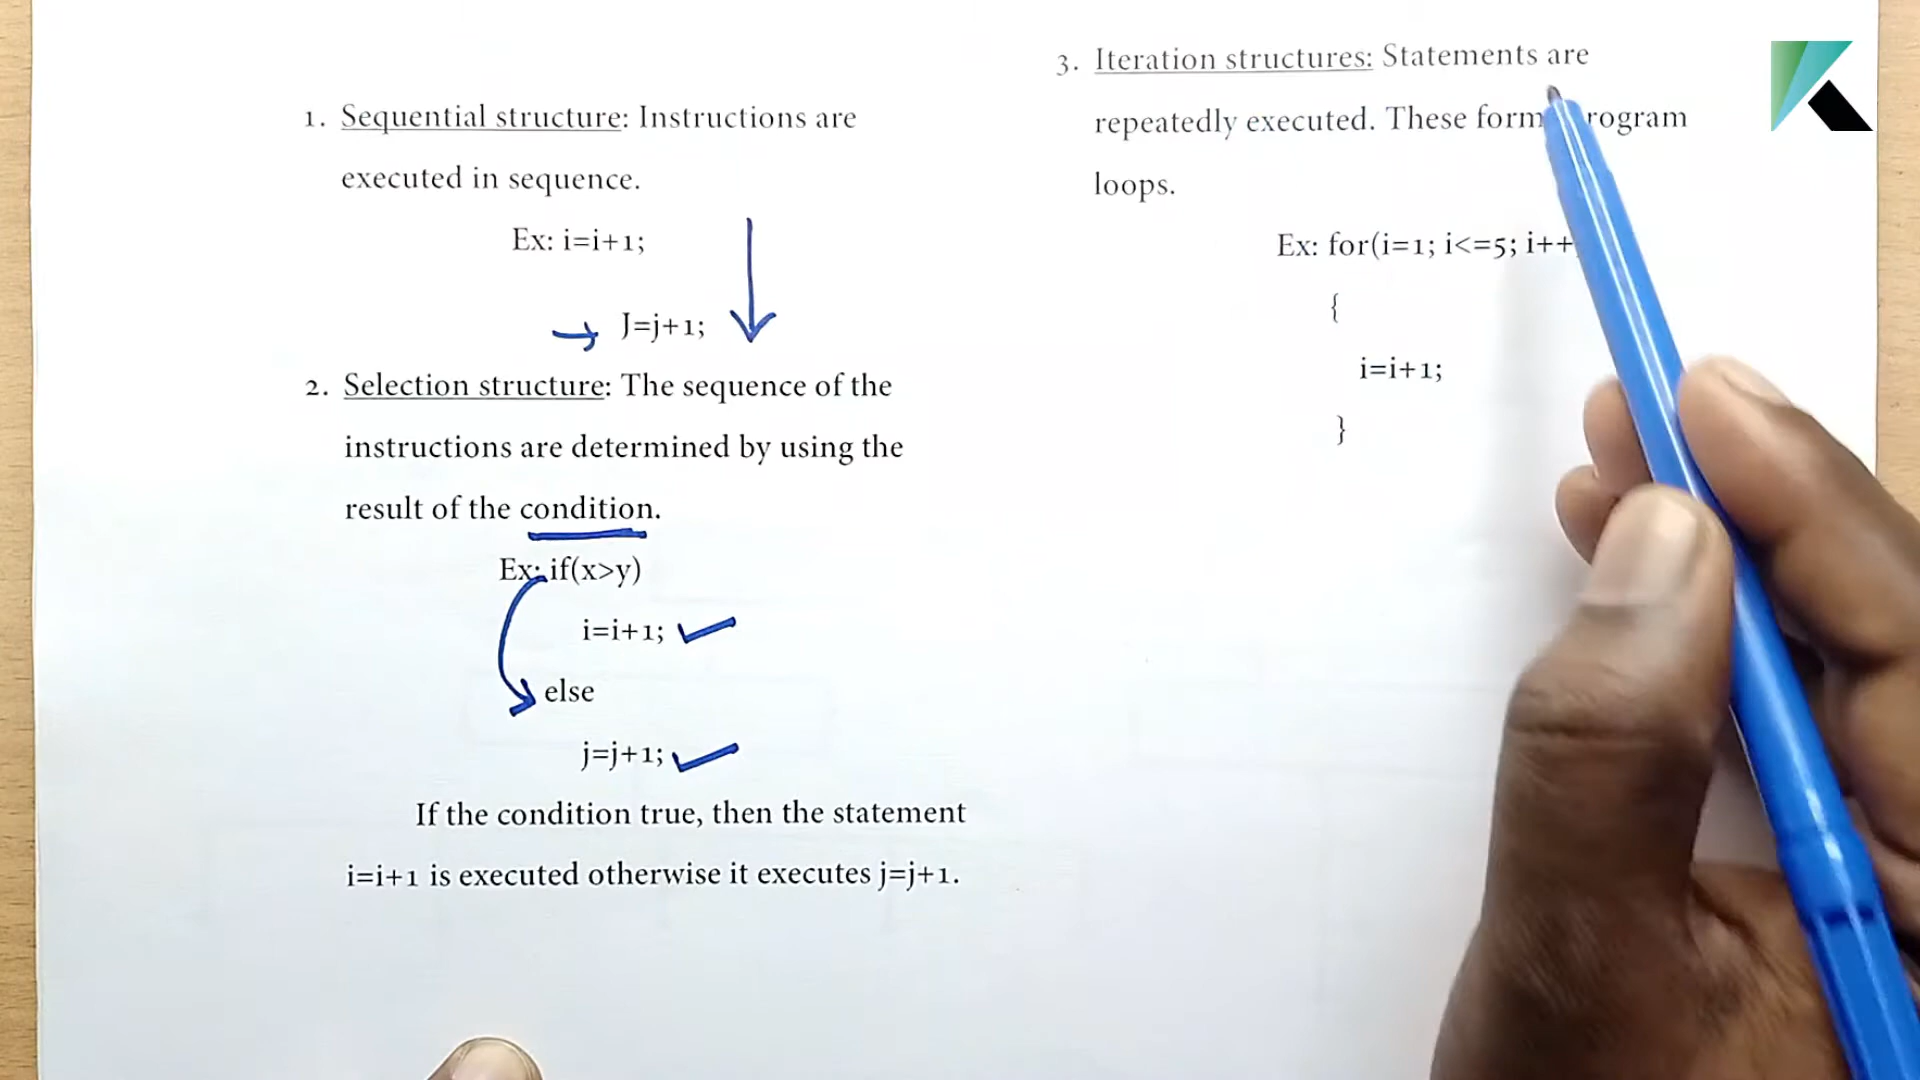 1. Sequential structure: Instructions are
executed in sequence.
Ex: i=i+1;
J=j+1;
2. Selection structure: The sequence of the
instructions are determined by using the
result of the condition.
Ex: if(x>y)
i=i+1;
else
j=j+1;
If the condition true, then the statement
i=i+1 is executed otherwise it executes j=j+1.
3. Iteration structures: Statements are
repeatedly executed. These form
loops.
Ex: for(i=1; i<=5; i++
{
i=i+1;
}